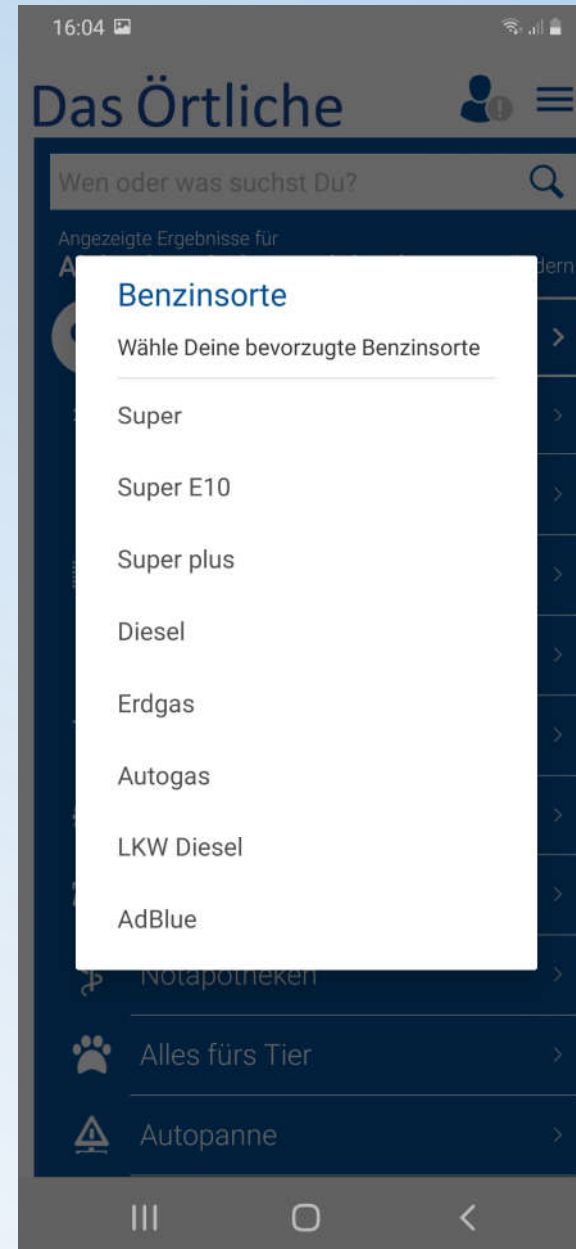 16:04
Das Örtliche
Wen oder was suchst Du?
Angezeigte Ergebnisse für
Benzinsorte
Wähle Deine bevorzugte Benzinsorte
Super
Super E10
Super plus
Diesel
Erdgas
Autogas
LKW Diesel
AdBlue
Notapotheken
Alles fürs Tier
Autopanne